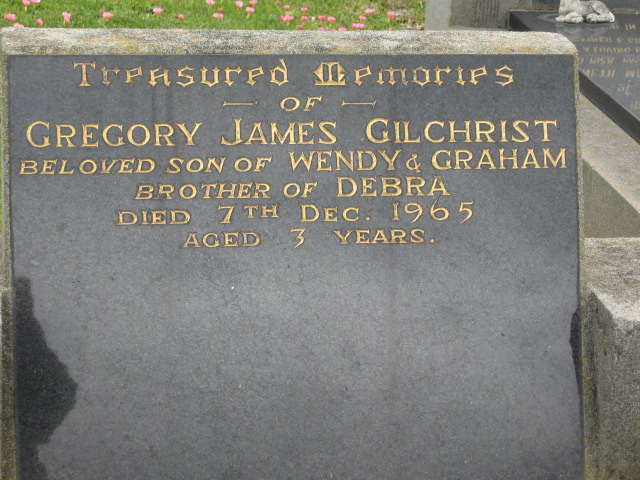 Treasured Memories
— OF —
GREGORY JAMES GILCHRIST
BELOVED SON OF WENDY & GRAHAM
BROTHER OF DEBRA
DIED 7TH DEC. 1965
AGED 3 YEARS.